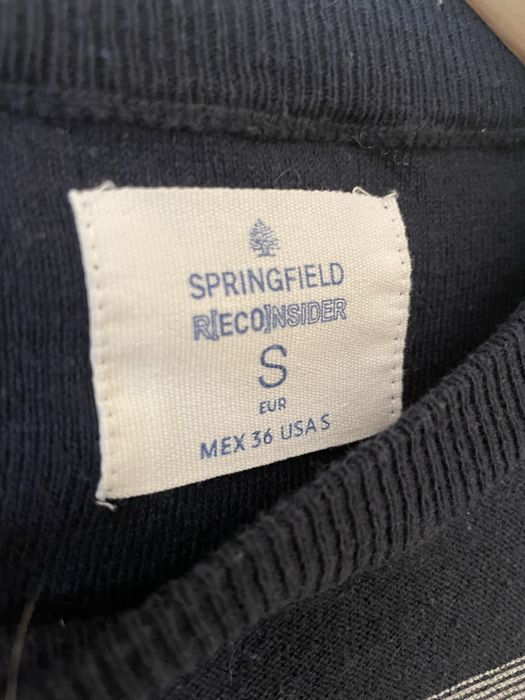 SPRINGFIELD
R[ECO]NSIDER
S
EUR
MEX 36 USA S